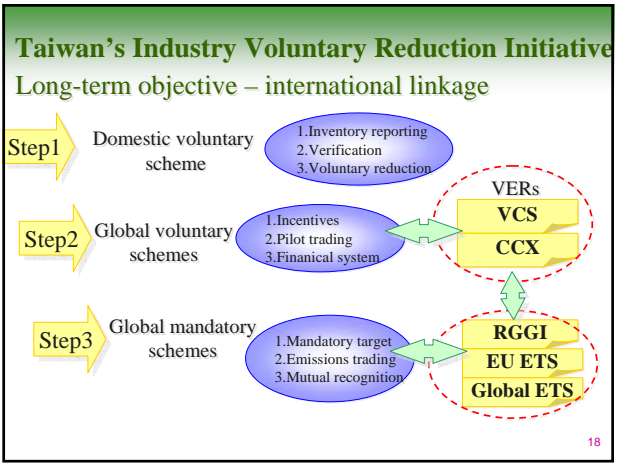 Taiwan's Industry Voluntary Reduction Initiative
Long-term objective – international linkage
Step1
Domestic voluntary
scheme
1.Inventory reporting
2.Verification
3.Voluntary reduction
Step2
Global voluntary
schemes
1.Incentives
2.Pilot trading
3.Finanical system
VERs
VCS
CCX
Step3
Global mandatory
schemes
1.Mandatory target
2.Emissions trading
3.Mutual recognition
RGGI
EU ETS
Global ETS
18